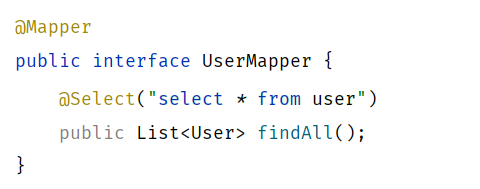 @Mapper
public interface UserMapper {
@Select("select * from user")
public List<User> findAll();
}